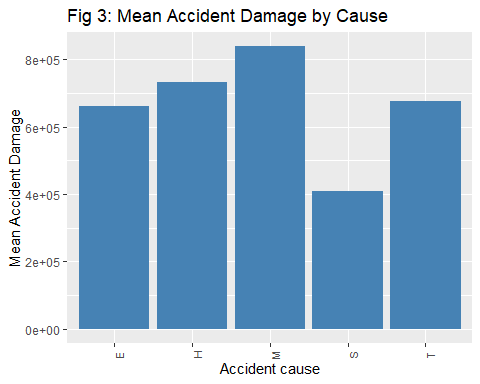 Fig 3: Mean Accident Damage by Cause
Mean Accident Damage
8e+05
6e+05
4e+05
2e+05
0e+00
E
H
M
S
T
Accident cause